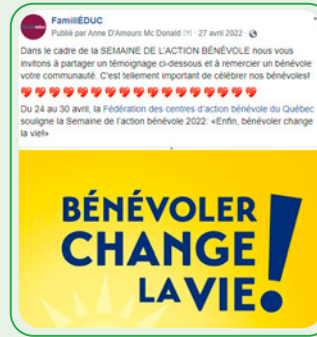 FamiliÉDUC
Publié par Anne D'Amours Mc Donald
27 avril 2022
Dans le cadre de la SEMAINE DE L'ACTION BÉNÉVOLE nous vous
invitons à partager un témoignage ci-dessous et à remercier un bénévole
votre communauté. C'est tellement important de célébrer nos bénévoles!
Du 24 au 30 avril, la Fédération des centres d'action bénévole du Québec
souligne la Semaine de l'action bénévole 2022: «Enfin, bénévoler change
la vie!»
BÉNÉVOLER
CHANGE
LA VIE!